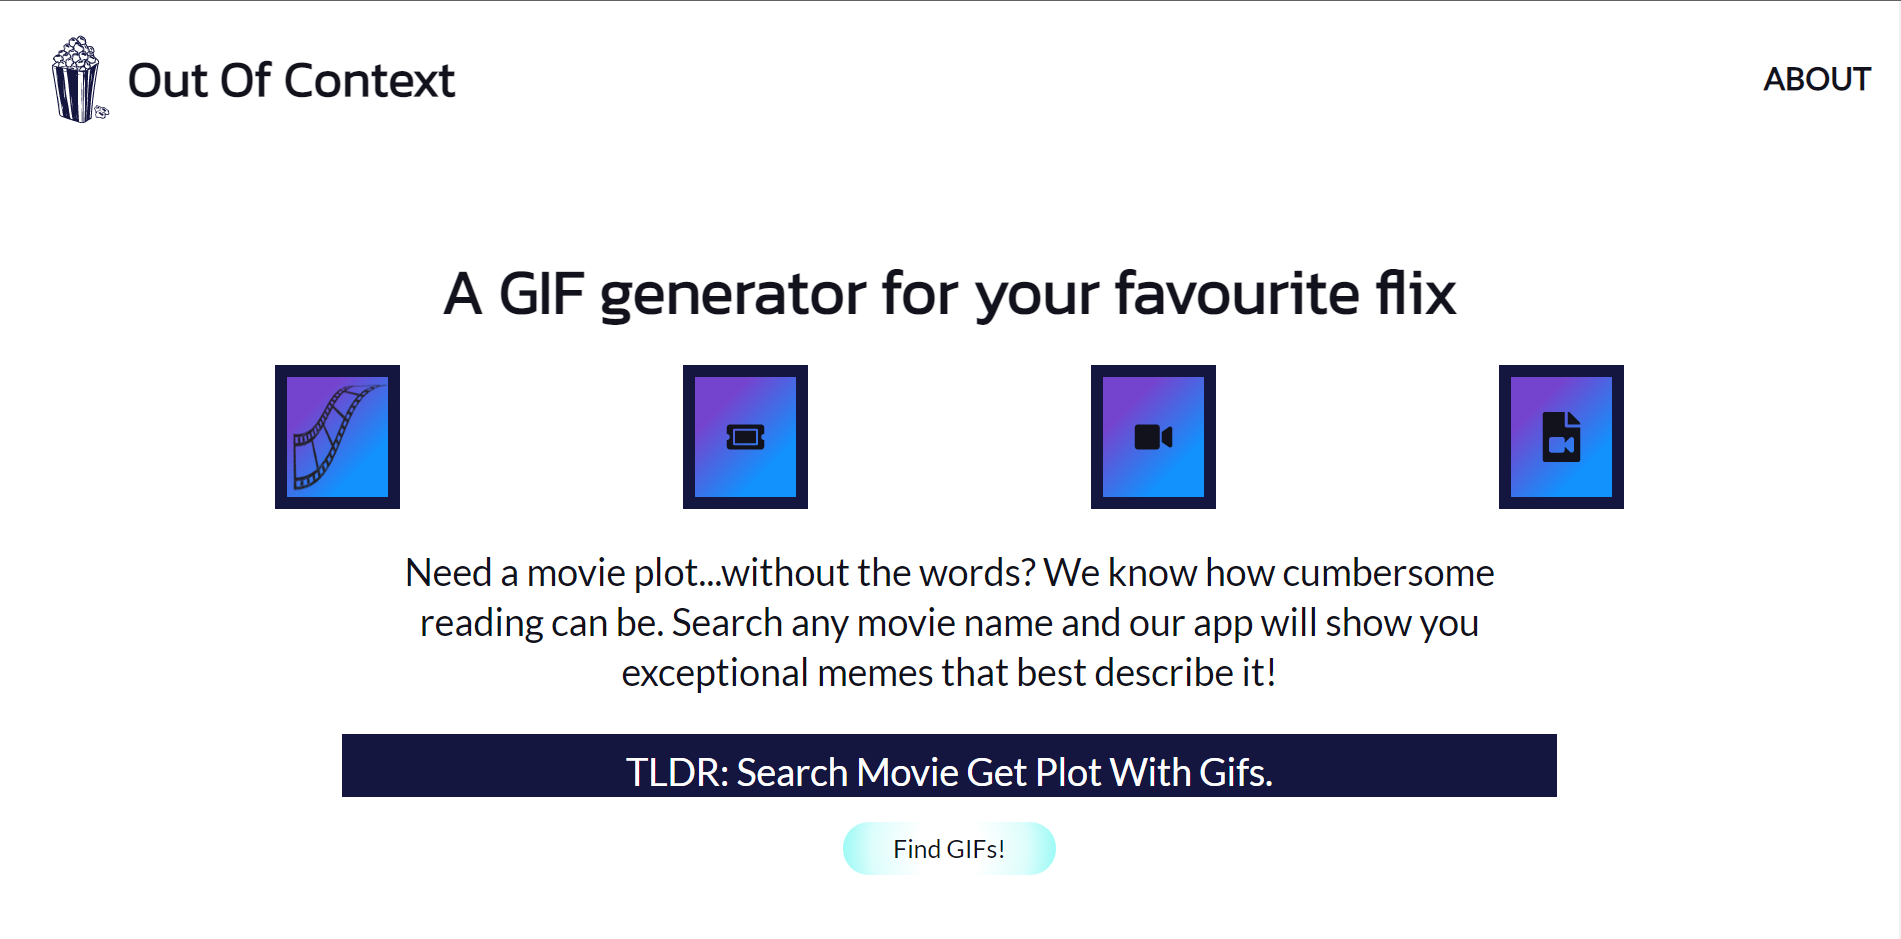 Out Of Context
ABOUT
A GIF generator for your favourite flix
Need a movie plot...without the words? We know how cumbersome
reading can be. Search any movie name and our app will show you
exceptional memes that best describe it!
TLDR: Search Movie Get Plot With Gifs.
Find GIFs!